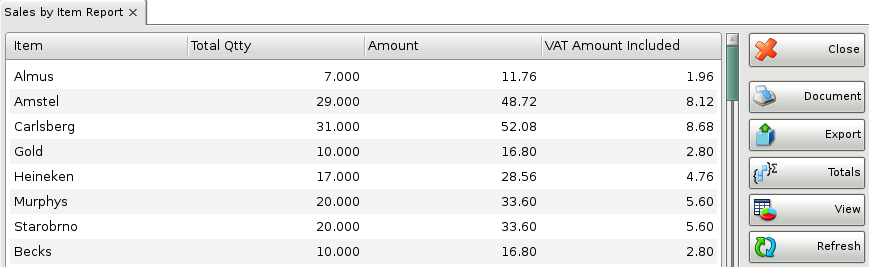 Sales by Item Report ×
Item Total Qtty Amount VAT Amount Included
Almus 7.000 11.76 1.96
Amstel 29.000 48.72 8.12
Carlsberg 31.000 52.08 8.68
Gold 10.000 16.80 2.80
Heineken 17.000 28.56 4.76
Murphys 20.000 33.60 5.60
Starobrno 20.000 33.60 5.60
Becks 10.000 16.80 2.80
Close
Document
Export
{}Σ Totals
View
Refresh